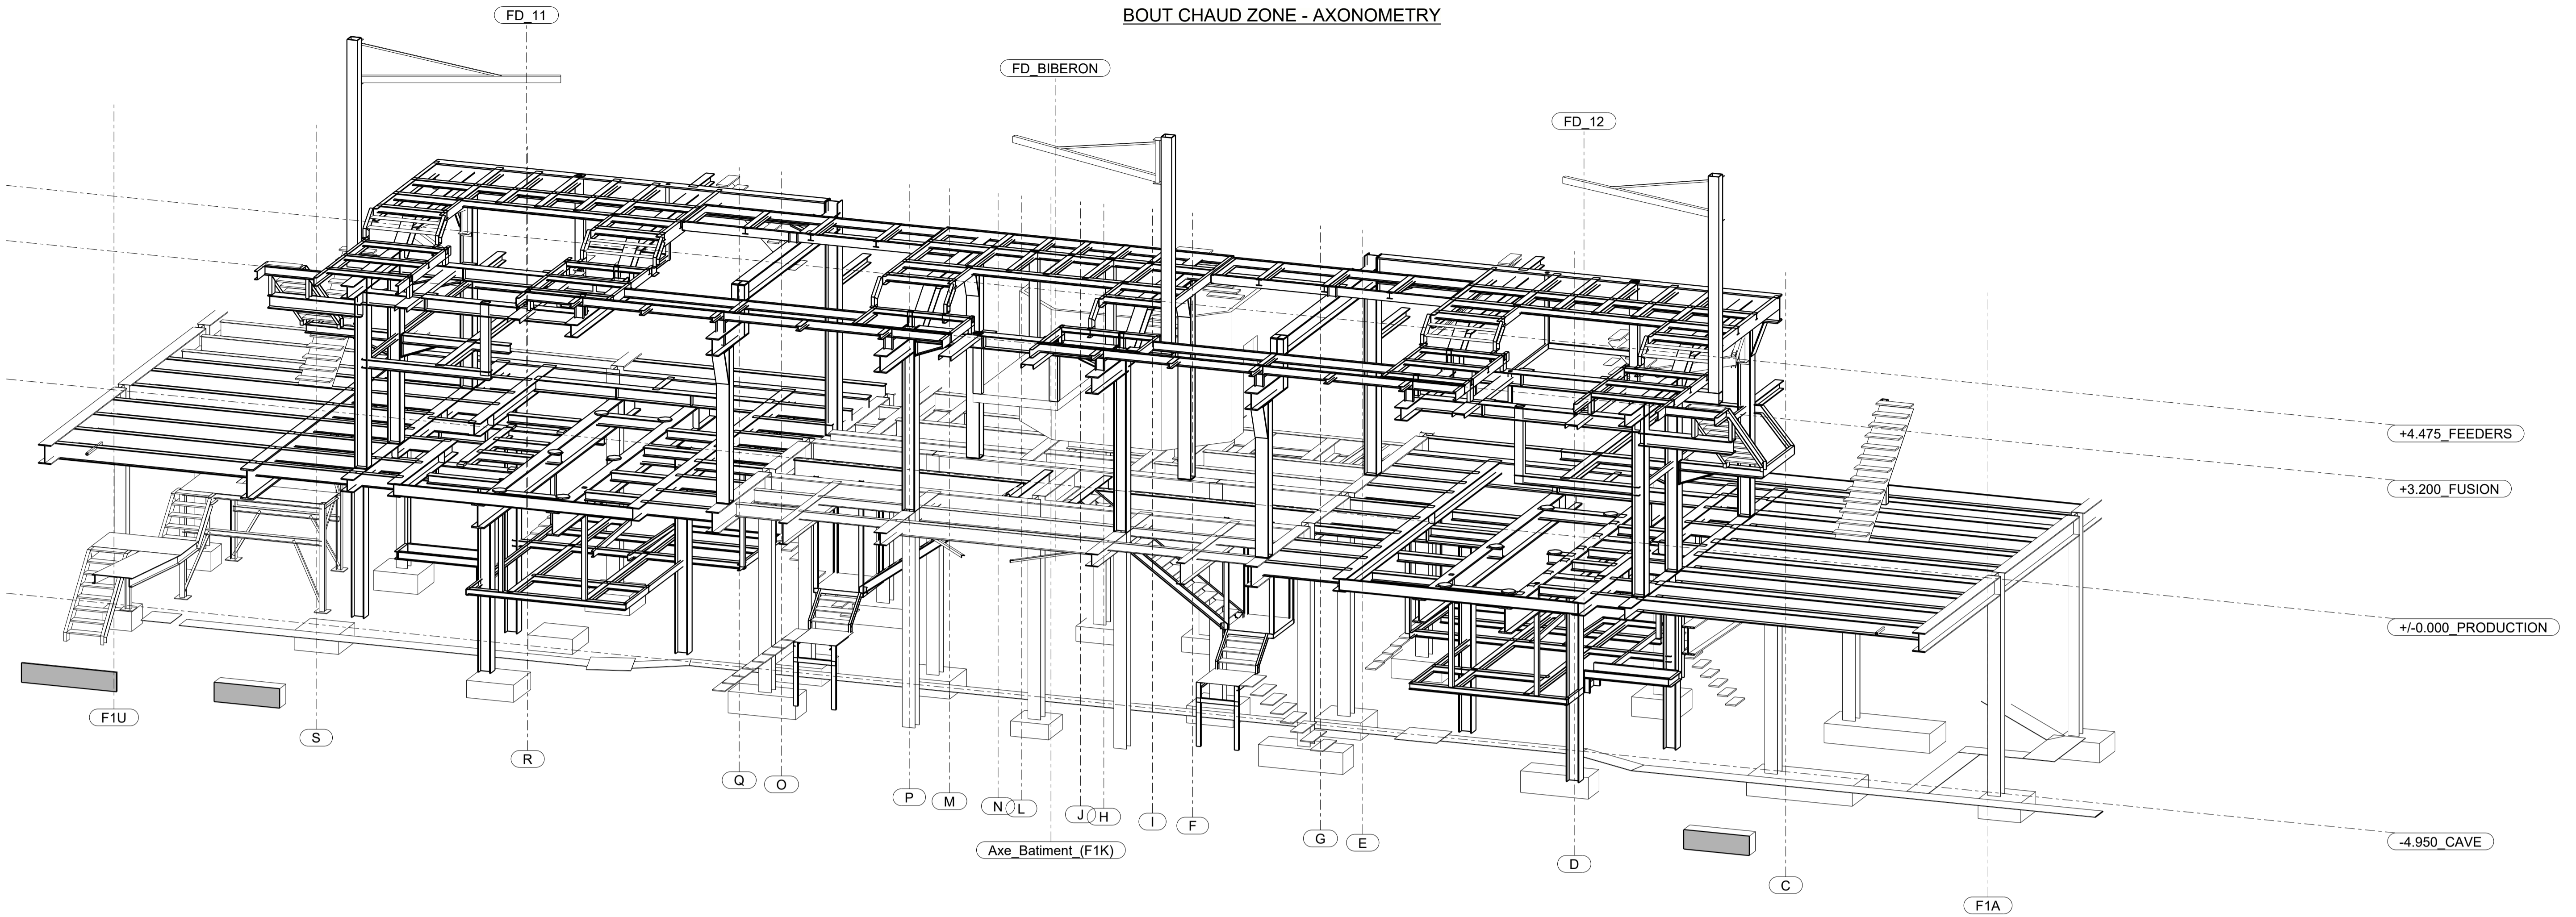 BOUT CHAUD ZONE - AXONOMETRY
FD_11
FD_BIBERON
FD_12
+4.475_FEEDERS
+3.200_FUSION
+/-0.000_PRODUCTION
-4.950_CAVE
F1U
S
R
Q
O
P
M
N
L
J
H
I
F
G
E
Axe_Batiment_(F1K)
D
C
F1A